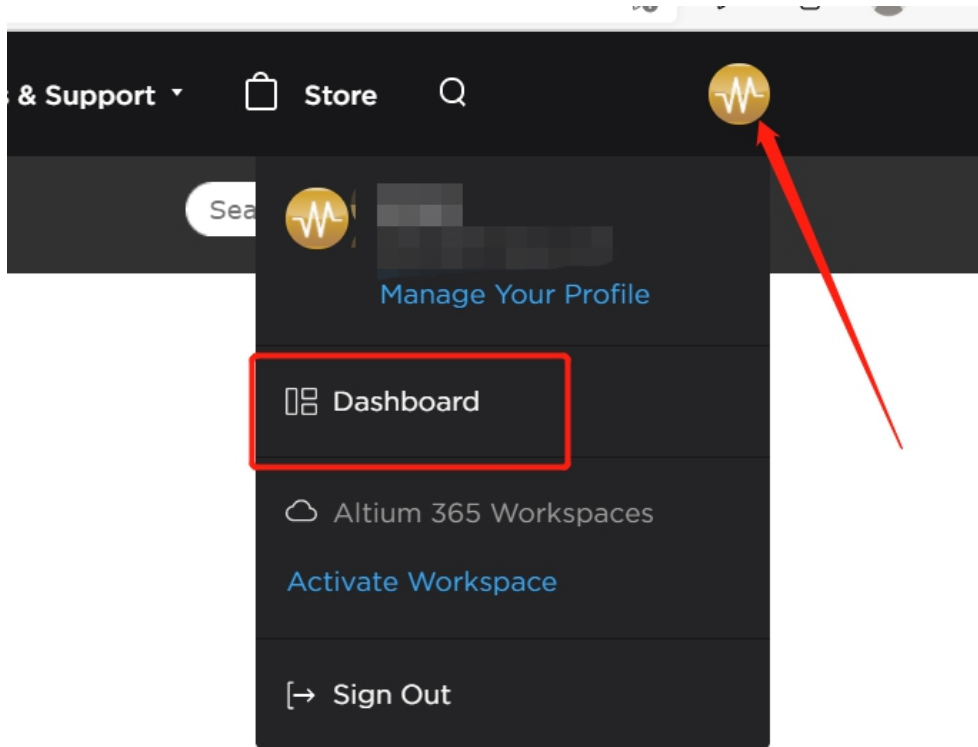 & Support
Store
Sea
Manage Your Profile
Dashboard
Altium 365 Workspaces
Activate Workspace
Sign Out